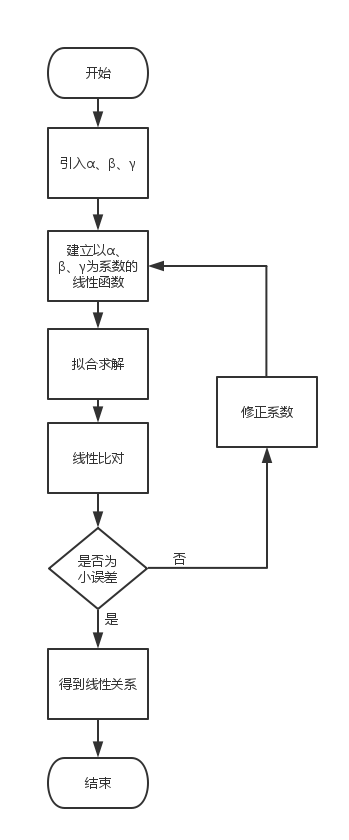 开始
引入α、β、γ
建立以α、
β、γ为系数的
线性函数
拟合求解
修正系数
线性比对
是否为
小误差
否
是
得到线性关系
结束